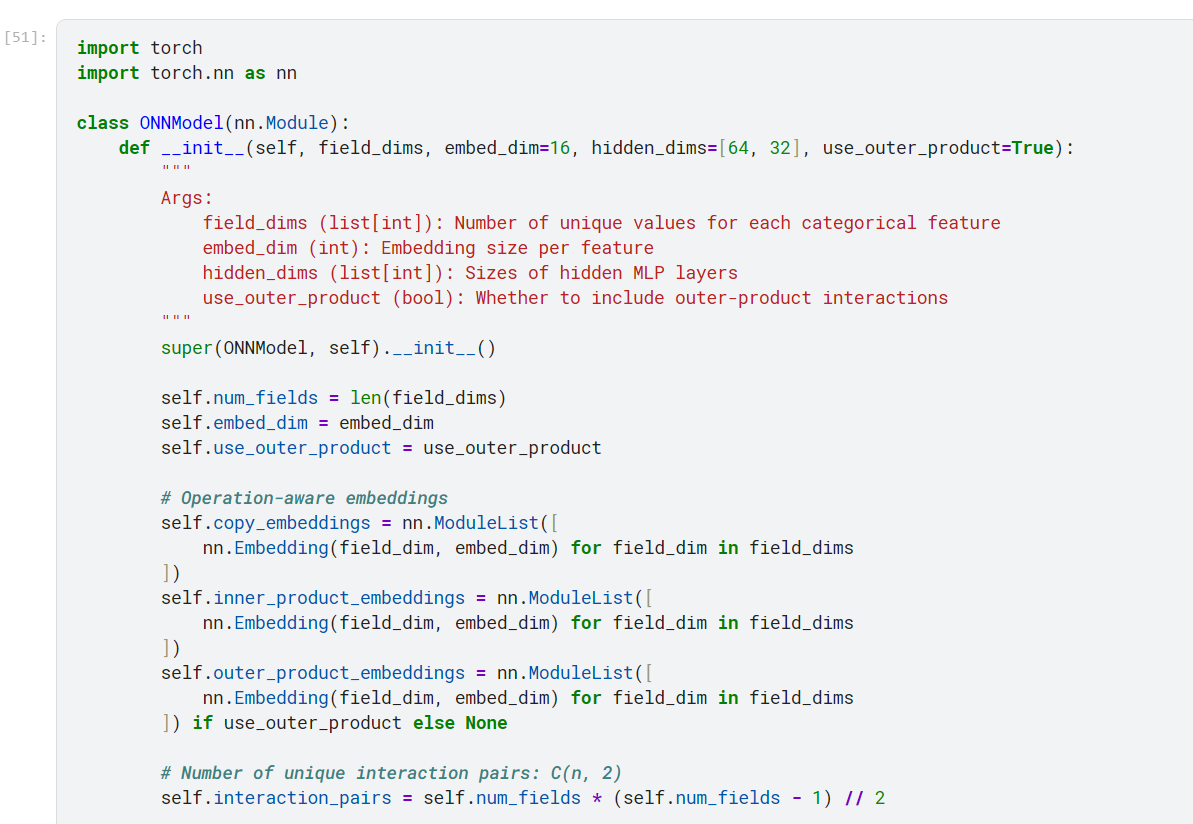 [51]:
import torch
import torch.nn as nn

class ONNModel(nn.Module):
    def __init__(self, field_dims, embed_dim=16, hidden_dims=[64, 32], use_outer_product=True):
        """
        Args:
            field_dims (list[int]): Number of unique values for each categorical feature
            embed_dim (int): Embedding size per feature
            hidden_dims (list[int]): Sizes of hidden MLP layers
            use_outer_product (bool): Whether to include outer-product interactions
        """
        super(ONNModel, self).__init__()

        self.num_fields = len(field_dims)
        self.embed_dim = embed_dim
        self.use_outer_product = use_outer_product

        # Operation-aware embeddings
        self.copy_embeddings = nn.ModuleList([
            nn.Embedding(field_dim, embed_dim) for field_dim in field_dims
        ])
        self.inner_product_embeddings = nn.ModuleList([
            nn.Embedding(field_dim, embed_dim) for field_dim in field_dims
        ])
        self.outer_product_embeddings = nn.ModuleList([
            nn.Embedding(field_dim, embed_dim) for field_dim in field_dims
        ]) if use_outer_product else None

        # Number of unique interaction pairs: C(n, 2)
        self.interaction_pairs = self.num_fields * (self.num_fields - 1) // 2